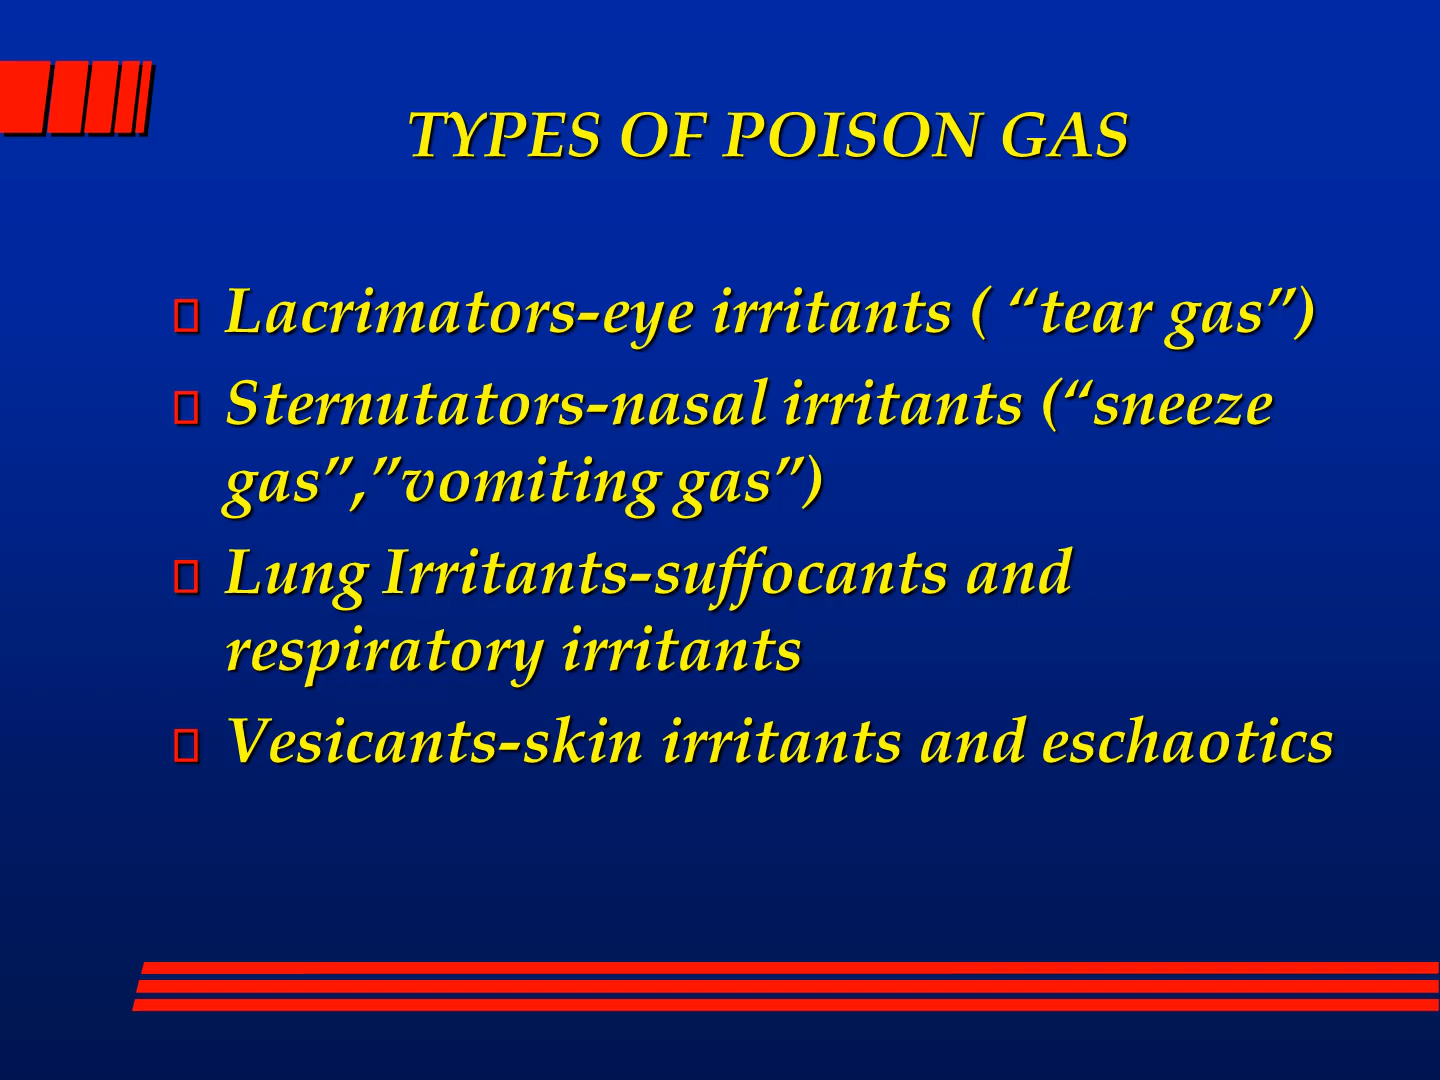 TYPES OF POISON GAS
Lacrimators-eye irritants ( “tear gas”)
Sternutators-nasal irritants (“sneeze
gas”,”vomiting gas”)
Lung Irritants-suffocants and
respiratory irritants
Vesicants-skin irritants and eschaotics